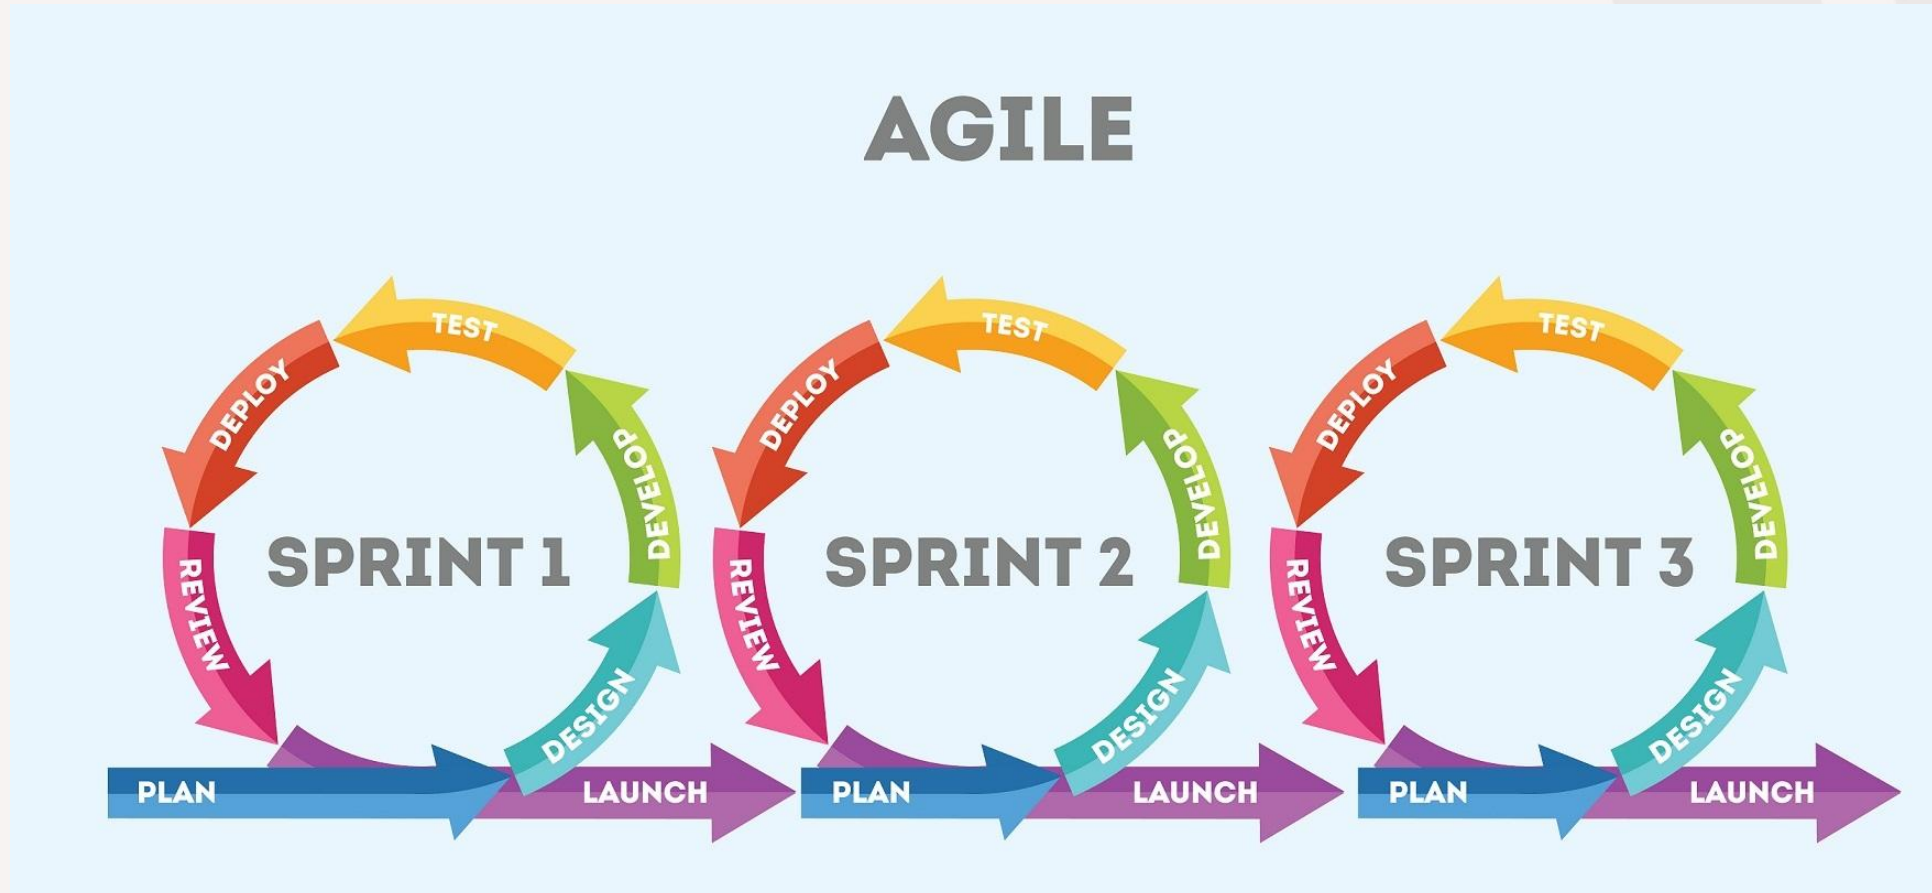 AGILE
SPRINT 1
PLAN
DESIGN
DEVELOP
TEST
DEPLOY
REVIEW
LAUNCH
SPRINT 2
PLAN
DESIGN
DEVELOP
TEST
DEPLOY
REVIEW
LAUNCH
SPRINT 3
PLAN
DESIGN
DEVELOP
TEST
DEPLOY
REVIEW
LAUNCH